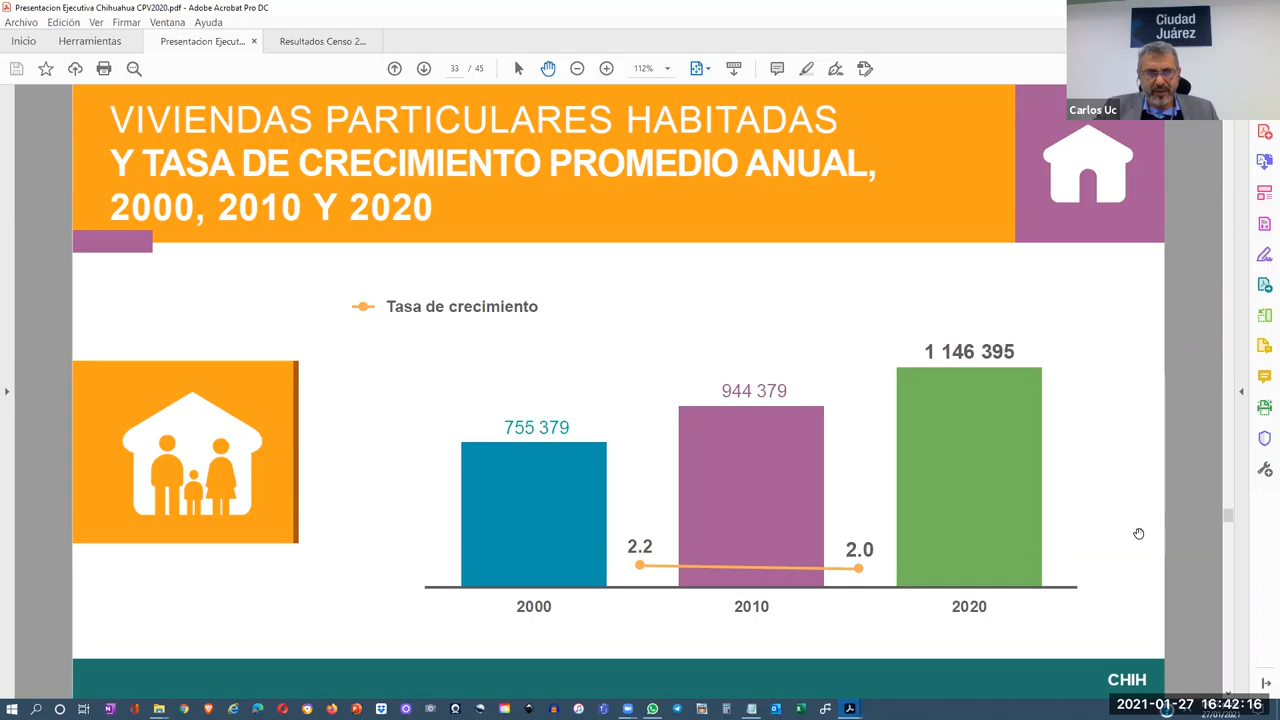 Presentacion Ejecutiva Chihuahua CPV2020.pdf - Adobe Acrobat Pro DC
Archivo Edición Ver Firmar Ventana Ayuda
Inicio Herramientas Presentacion Ejecut... × Resultados Censo 2...
33 / 45 112%
Ciudad
Juárez
Carlos Uc
VIVIENDAS PARTICULARES HABITADAS
Y TASA DE CRECIMIENTO PROMEDIO ANUAL,
2000, 2010 Y 2020
Tasa de crecimiento
755 379
944 379
1 146 395
2.2
2.0
2000 2010 2020
CHIH
2021-01-27 16:42:16
27/01/2021